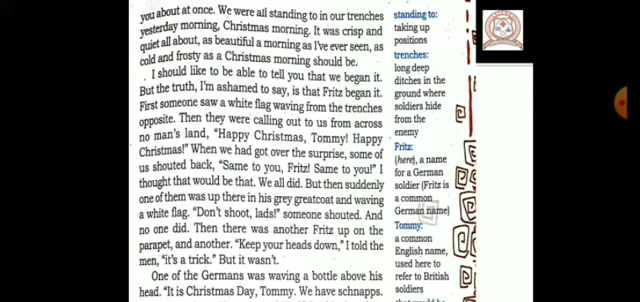 you about at once. We were all standing to in our trenches
yesterday morning, Christmas morning. It was crisp and
quiet all about, as beautiful a morning as I've ever seen, as
cold and frosty as a Christmas morning should be.
I should like to be able to tell you that we began it.
But the truth, I'm ashamed to say, is that Fritz began it.
First someone saw a white flag waving from the trenches
opposite. Then they were calling out to us from across
no man's land, "Happy Christmas, Tommy! Happy
Christmas!" When we had got over the surprise, some of
us shouted back, "Same to you, Fritz! Same to you!" I
thought that would be that. We all did. But then suddenly
one of them was up there in his grey greatcoat and waving
a white flag. "Don't shoot, lads!" someone shouted. And
no one did. Then there was another Fritz up on the
parapet, and another. "Keep your heads down," I told the
men, "it's a trick." But it wasn't.
One of the Germans was waving a bottle above his
head. "It is Christmas Day, Tommy. We have schnapps.
standing to:
taking up
positions
trenches:
long deep
ditches in the
ground where
soldiers hide
from the
enemy
Fritz:
(here), a name
for a German
soldier (Fritz is
a common
German name)
Tommy:
a common
English name,
used here to
refer to British
soldiers